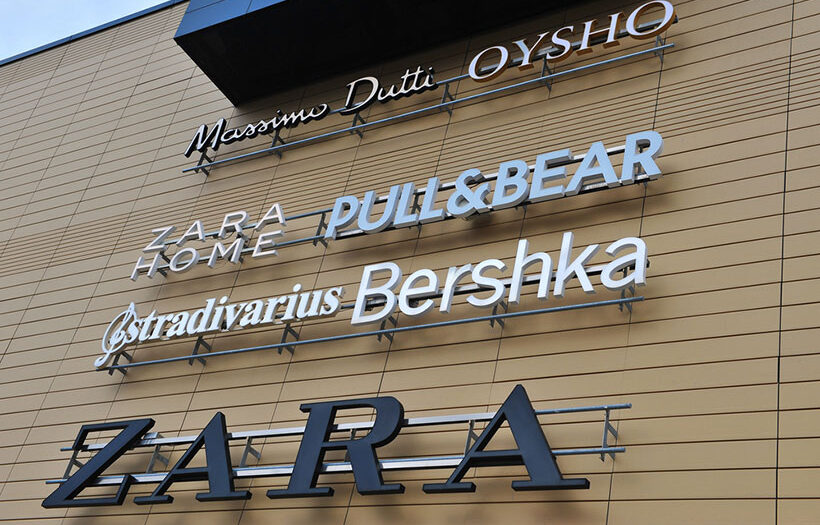 Massimo Dutti OYSHO
ZARA HOME PULL&BEAR
stradivarius Bershka
ZARA